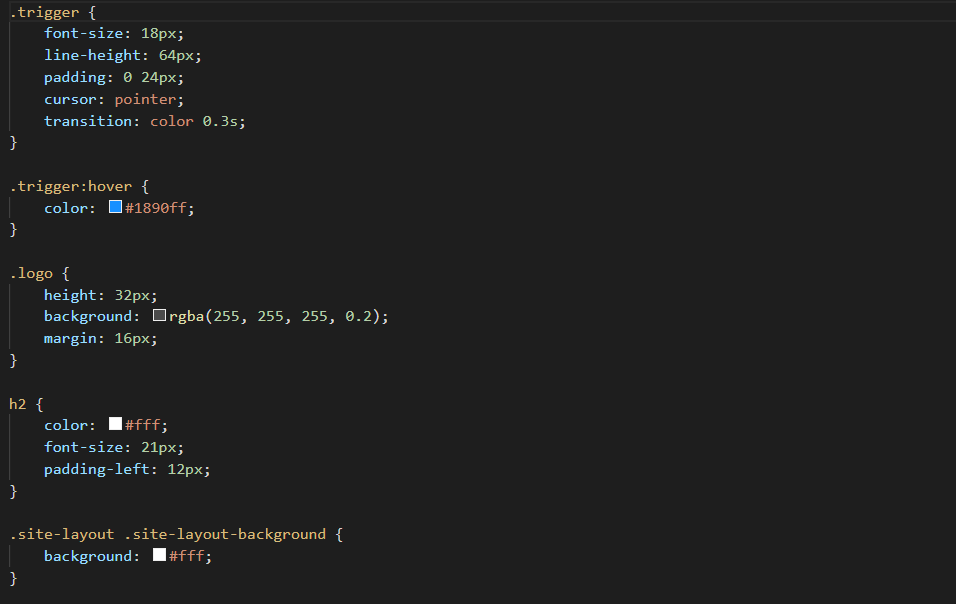 .trigger {
    font-size: 18px;
    line-height: 64px;
    padding: 0 24px;
    cursor: pointer;
    transition: color 0.3s;
}

.trigger:hover {
    color: #1890ff;
}

.logo {
    height: 32px;
    background: rgba(255, 255, 255, 0.2);
    margin: 16px;
}

h2 {
    color: #fff;
    font-size: 21px;
    padding-left: 12px;
}

.site-layout .site-layout-background {
    background: #fff;
}